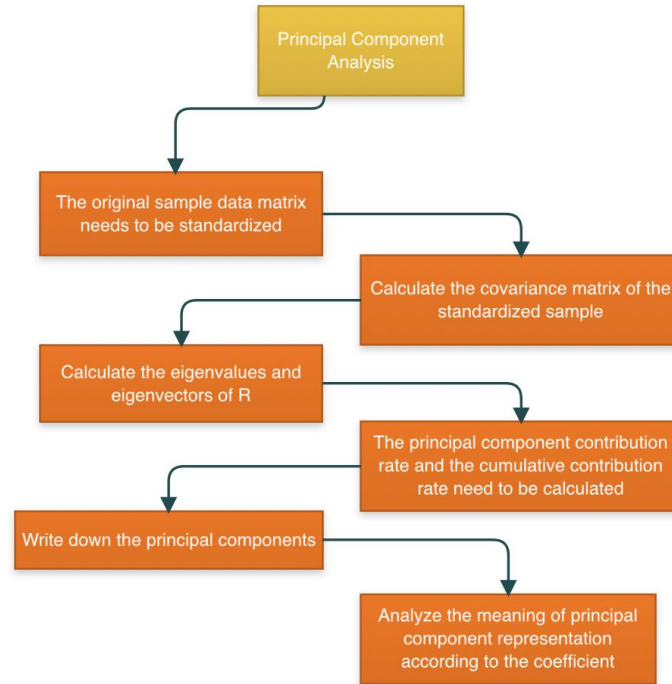 Principal Component
Analysis
The original sample data matrix
needs to be standardized
Calculate the covariance matrix of the
standardized sample
Calculate the eigenvalues and
eigenvectors of R
The principal component contribution
rate and the cumulative contribution
rate need to be calculated
Write down the principal components
Analyze the meaning of principal
component representation
according to the coefficient